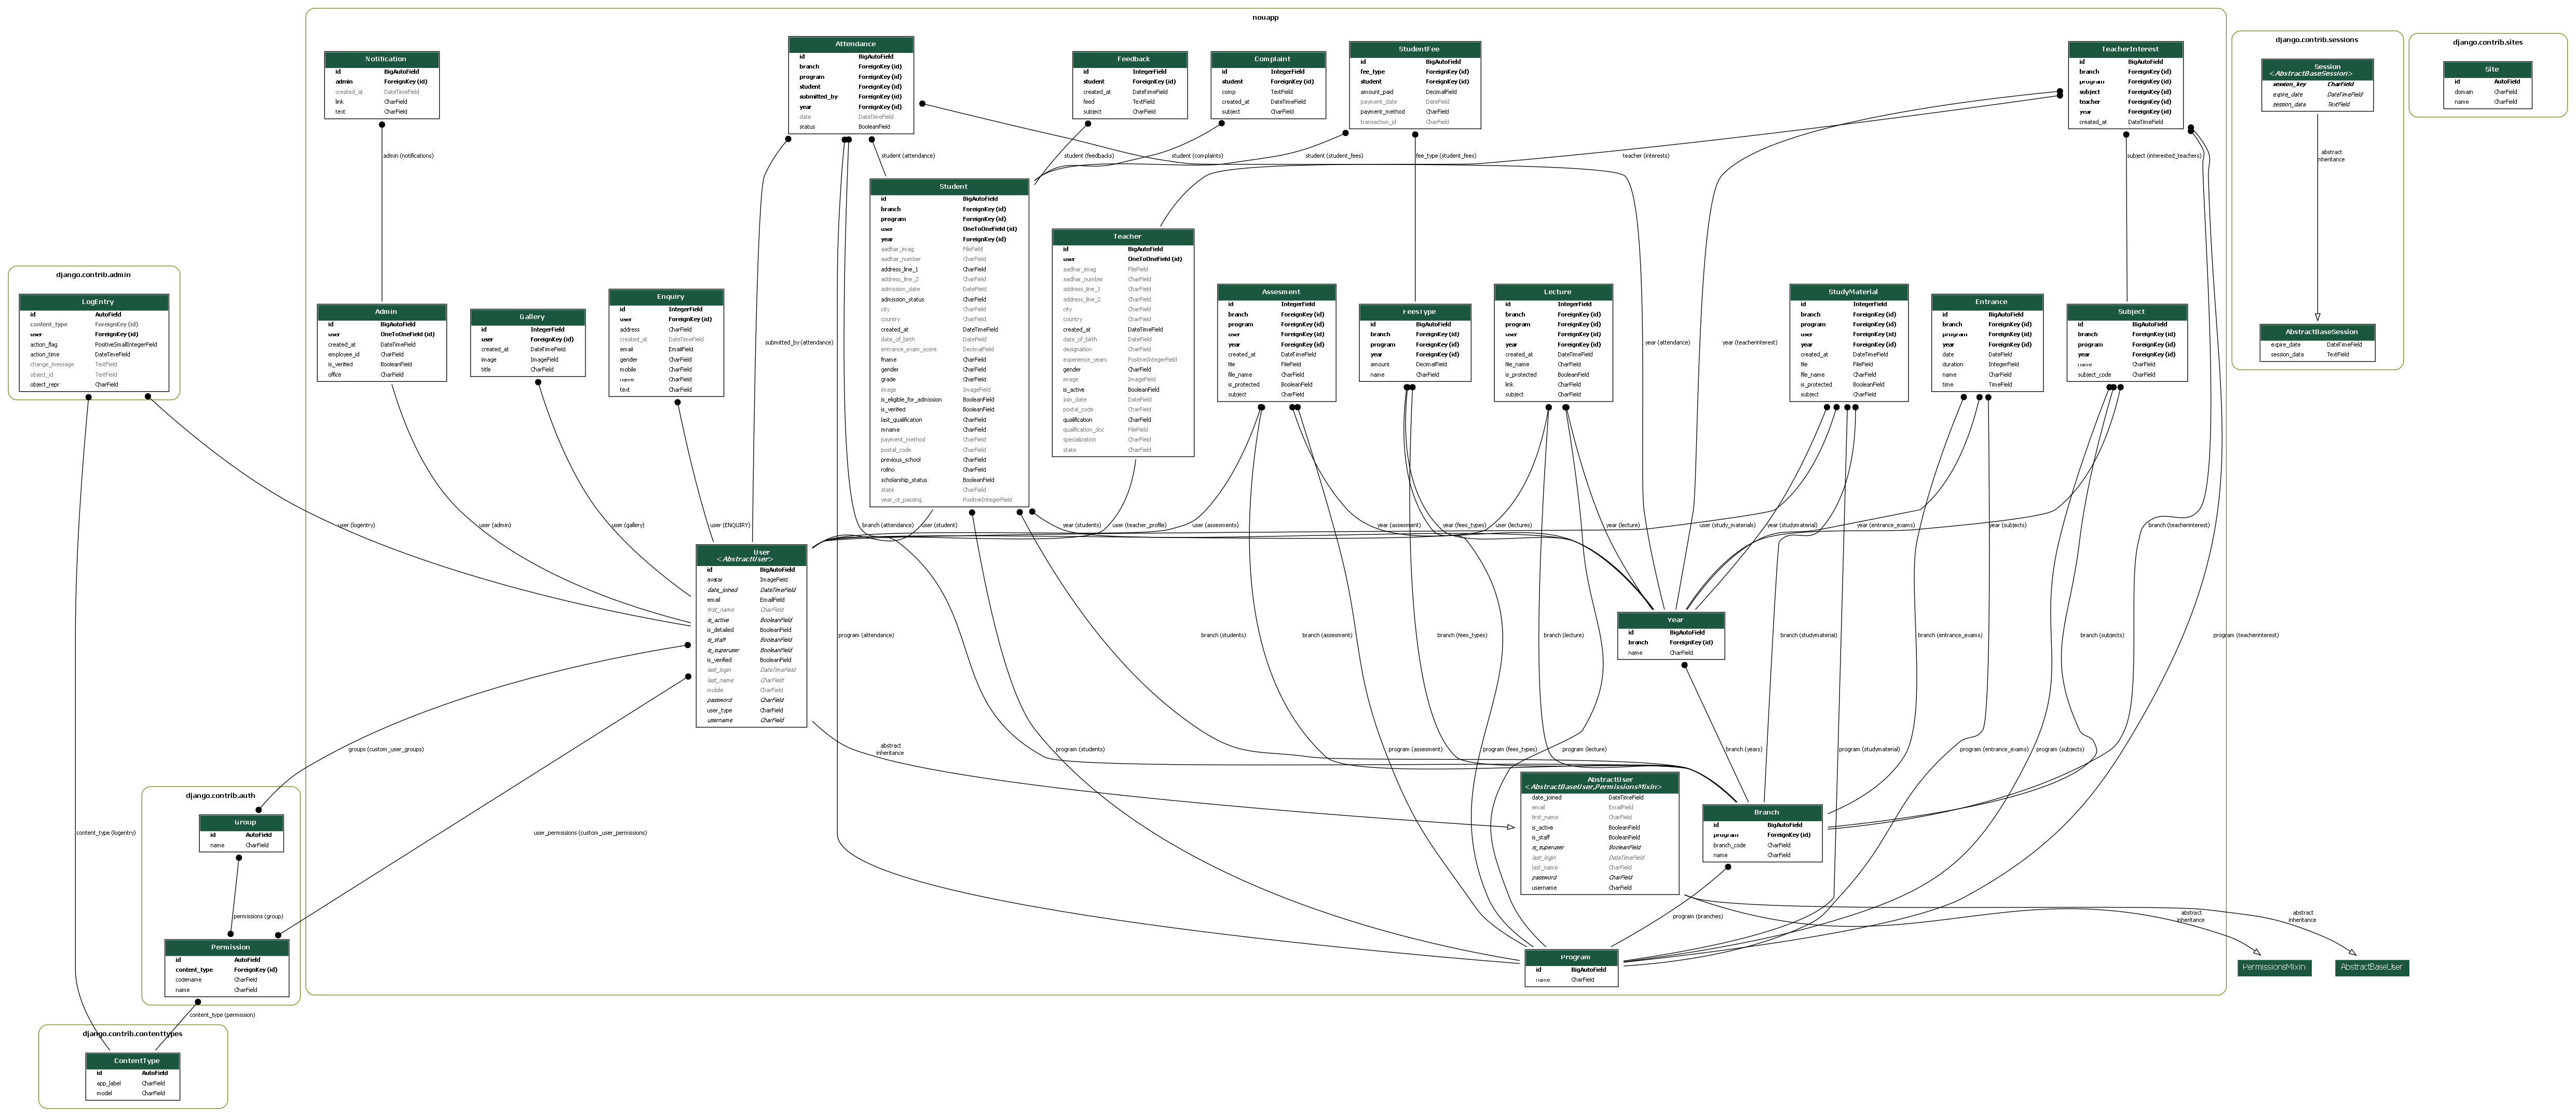 nouapp
Notification
id BigAutoField
admin ForeignKey (id)
created_at DateTimeField
link CharField
text CharField
Attendance
id BigAutoField
branch ForeignKey (id)
program ForeignKey (id)
student ForeignKey (id)
submitted_by ForeignKey (id)
year ForeignKey (id)
date DateTimeField
status BooleanField
Feedback
id IntegerField
student ForeignKey (id)
created_at DateTimeField
feed TextField
subject CharField
Complaint
id IntegerField
student ForeignKey (id)
comp TextField
created_at DateTimeField
subject CharField
StudentFee
id BigAutoField
fee_type ForeignKey (id)
student ForeignKey (id)
amount_paid DecimalField
payment_date DateField
payment_method CharField
transaction_id CharField
TeacherInterest
id BigAutoField
branch ForeignKey (id)
program ForeignKey (id)
subject ForeignKey (id)
teacher ForeignKey (id)
year ForeignKey (id)
created_at DateTimeField
django.contrib.sessions
Session
<AbstractBaseSession>
session_key CharField
expire_date DateTimeField
session_data TextField
abstract
inheritance
AbstractBaseSession
expire_date DateTimeField
session_data TextField
django.contrib.sites
Site
id AutoField
domain CharField
name CharField
admin (notifications)
student (attendance)
student (feedbacks)
student (complaints)
student (student_fees)
fee_type (student_fees)
teacher (interests)
subject (interested_teachers)
submitted_by (attendance)
year (attendance)
year (teacherinterest)
django.contrib.admin
LogEntry
id AutoField
content_type ForeignKey (id)
user ForeignKey (id)
action_flag PositiveSmallIntegerField
action_time DateTimeField
change_message TextField
object_id TextField
object_repr CharField
Admin
id BigAutoField
user OneToOneField (id)
created_at DateTimeField
employee_id CharField
is_verified BooleanField
office CharField
Gallery
id IntegerField
user ForeignKey (id)
created_at DateTimeField
image ImageField
title CharField
Enquiry
id IntegerField
user ForeignKey (id)
address CharField
created_at DateTimeField
email EmailField
gender CharField
mobile CharField
name CharField
text CharField
Student
id BigAutoField
branch ForeignKey (id)
program ForeignKey (id)
user OneToOneField (id)
year ForeignKey (id)
aadhar_imag FileField
aadhar_number CharField
address_line_1 CharField
address_line_2 CharField
admission_date DateField
admission_status CharField
city CharField
country CharField
created_at DateTimeField
date_of_birth DateField
entrance_exam_score DecimalField
fname CharField
gender CharField
grade CharField
image ImageField
is_eligible_for_admission BooleanField
is_verified BooleanField
last_qualification CharField
mname CharField
payment_method CharField
postal_code CharField
previous_school CharField
rollno CharField
scholarship_status BooleanField
state CharField
year_of_passing PositiveIntegerField
Teacher
id BigAutoField
user OneToOneField (id)
aadhar_imag FileField
aadhar_number CharField
address_line_1 CharField
address_line_2 CharField
city CharField
country CharField
created_at DateTimeField
date_of_birth DateField
designation CharField
experience_years PositiveIntegerField
gender CharField
image ImageField
is_active BooleanField
join_date DateField
postal_code CharField
qualification CharField
qualification_doc FileField
specialization CharField
state CharField
Assesment
id IntegerField
branch ForeignKey (id)
program ForeignKey (id)
user ForeignKey (id)
year ForeignKey (id)
created_at DateTimeField
file FileField
file_name CharField
is_protected BooleanField
subject CharField
FeesType
id BigAutoField
branch ForeignKey (id)
program ForeignKey (id)
year ForeignKey (id)
amount DecimalField
name CharField
Lecture
id IntegerField
branch ForeignKey (id)
program ForeignKey (id)
user ForeignKey (id)
year ForeignKey (id)
created_at DateTimeField
file_name CharField
is_protected BooleanField
link CharField
subject CharField
StudyMaterial
id IntegerField
branch ForeignKey (id)
program ForeignKey (id)
user ForeignKey (id)
year ForeignKey (id)
created_at DateTimeField
file FileField
file_name CharField
is_protected BooleanField
subject CharField
Entrance
id BigAutoField
branch ForeignKey (id)
program ForeignKey (id)
year ForeignKey (id)
date DateField
duration IntegerField
name CharField
time TimeField
Subject
id BigAutoField
branch ForeignKey (id)
program ForeignKey (id)
year ForeignKey (id)
name CharField
subject_code CharField
user (logentry)
user (admin)
user (gallery)
user (ENQUIRY)
branch (attendance)
user (student)
year (students)
user (teacher_profile)
user (assesments)
year (assesment)
year (fees_types)
user (lectures)
year (lecture)
user (study_materials)
year (studymaterial)
year (entrance_exams)
year (subjects)
branch (teacherinterest)
User
<AbstractUser>
id BigAutoField
avatar ImageField
date_joined DateTimeField
email EmailField
first_name CharField
is_active BooleanField
is_detailed BooleanField
is_staff BooleanField
is_superuser BooleanField
is_verified BooleanField
last_login DateTimeField
last_name CharField
mobile CharField
password CharField
user_type CharField
username CharField
Year
id BigAutoField
branch ForeignKey (id)
name CharField
program (attendance)
branch (students)
branch (assesment)
branch (fees_types)
branch (lecture)
branch (studymaterial)
branch (entrance_exams)
branch (subjects)
program (teacherinterest)
groups (custom_user_groups)
abstract
inheritance
program (students)
program (assesment)
program (fees_types)
program (lecture)
branch (years)
program (studymaterial)
program (entrance_exams)
program (subjects)
AbstractUser
<AbstractBaseUser,PermissionsMixin>
date_joined DateTimeField
email EmailField
first_name CharField
is_active BooleanField
is_staff BooleanField
is_superuser BooleanField
last_login DateTimeField
last_name CharField
password CharField
username CharField
Branch
id BigAutoField
program ForeignKey (id)
branch_code CharField
name CharField
django.contrib.auth
Group
id AutoField
name CharField
content_type (logentry)
user_permissions (custom_user_permissions)
permissions (group)
program (branches)
abstract
inheritance
abstract
inheritance
Permission
id AutoField
content_type ForeignKey (id)
codename CharField
name CharField
Program
id BigAutoField
name CharField
PermissionsMixin
AbstractBaseUser
content_type (permission)
django.contrib.contenttypes
ContentType
id AutoField
app_label CharField
model CharField